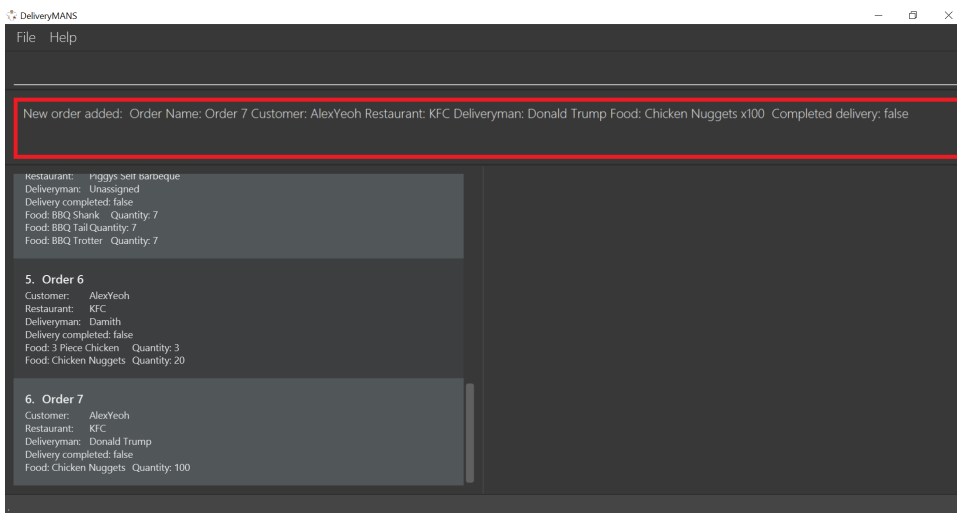 DeliveryMANS
File Help
New order added: Order Name: Order 7 Customer: AlexYeoh Restaurant: KFC Deliveryman: Donald Trump Food: Chicken Nuggets x100 Completed delivery: false
Restaurant: Piggys Self Barbeque
Deliveryman: Unassigned
Delivery completed: false
Food: BBQ Shank Quantity: 7
Food: BBQ Tail Quantity: 7
Food: BBQ Trotter Quantity: 7
5. Order 6
Customer: AlexYeoh
Restaurant: KFC
Deliveryman: Damith
Delivery completed: false
Food: 3 Piece Chicken Quantity: 3
Food: Chicken Nuggets Quantity: 20
6. Order 7
Customer: AlexYeoh
Restaurant: KFC
Deliveryman: Donald Trump
Delivery completed: false
Food: Chicken Nuggets Quantity: 100